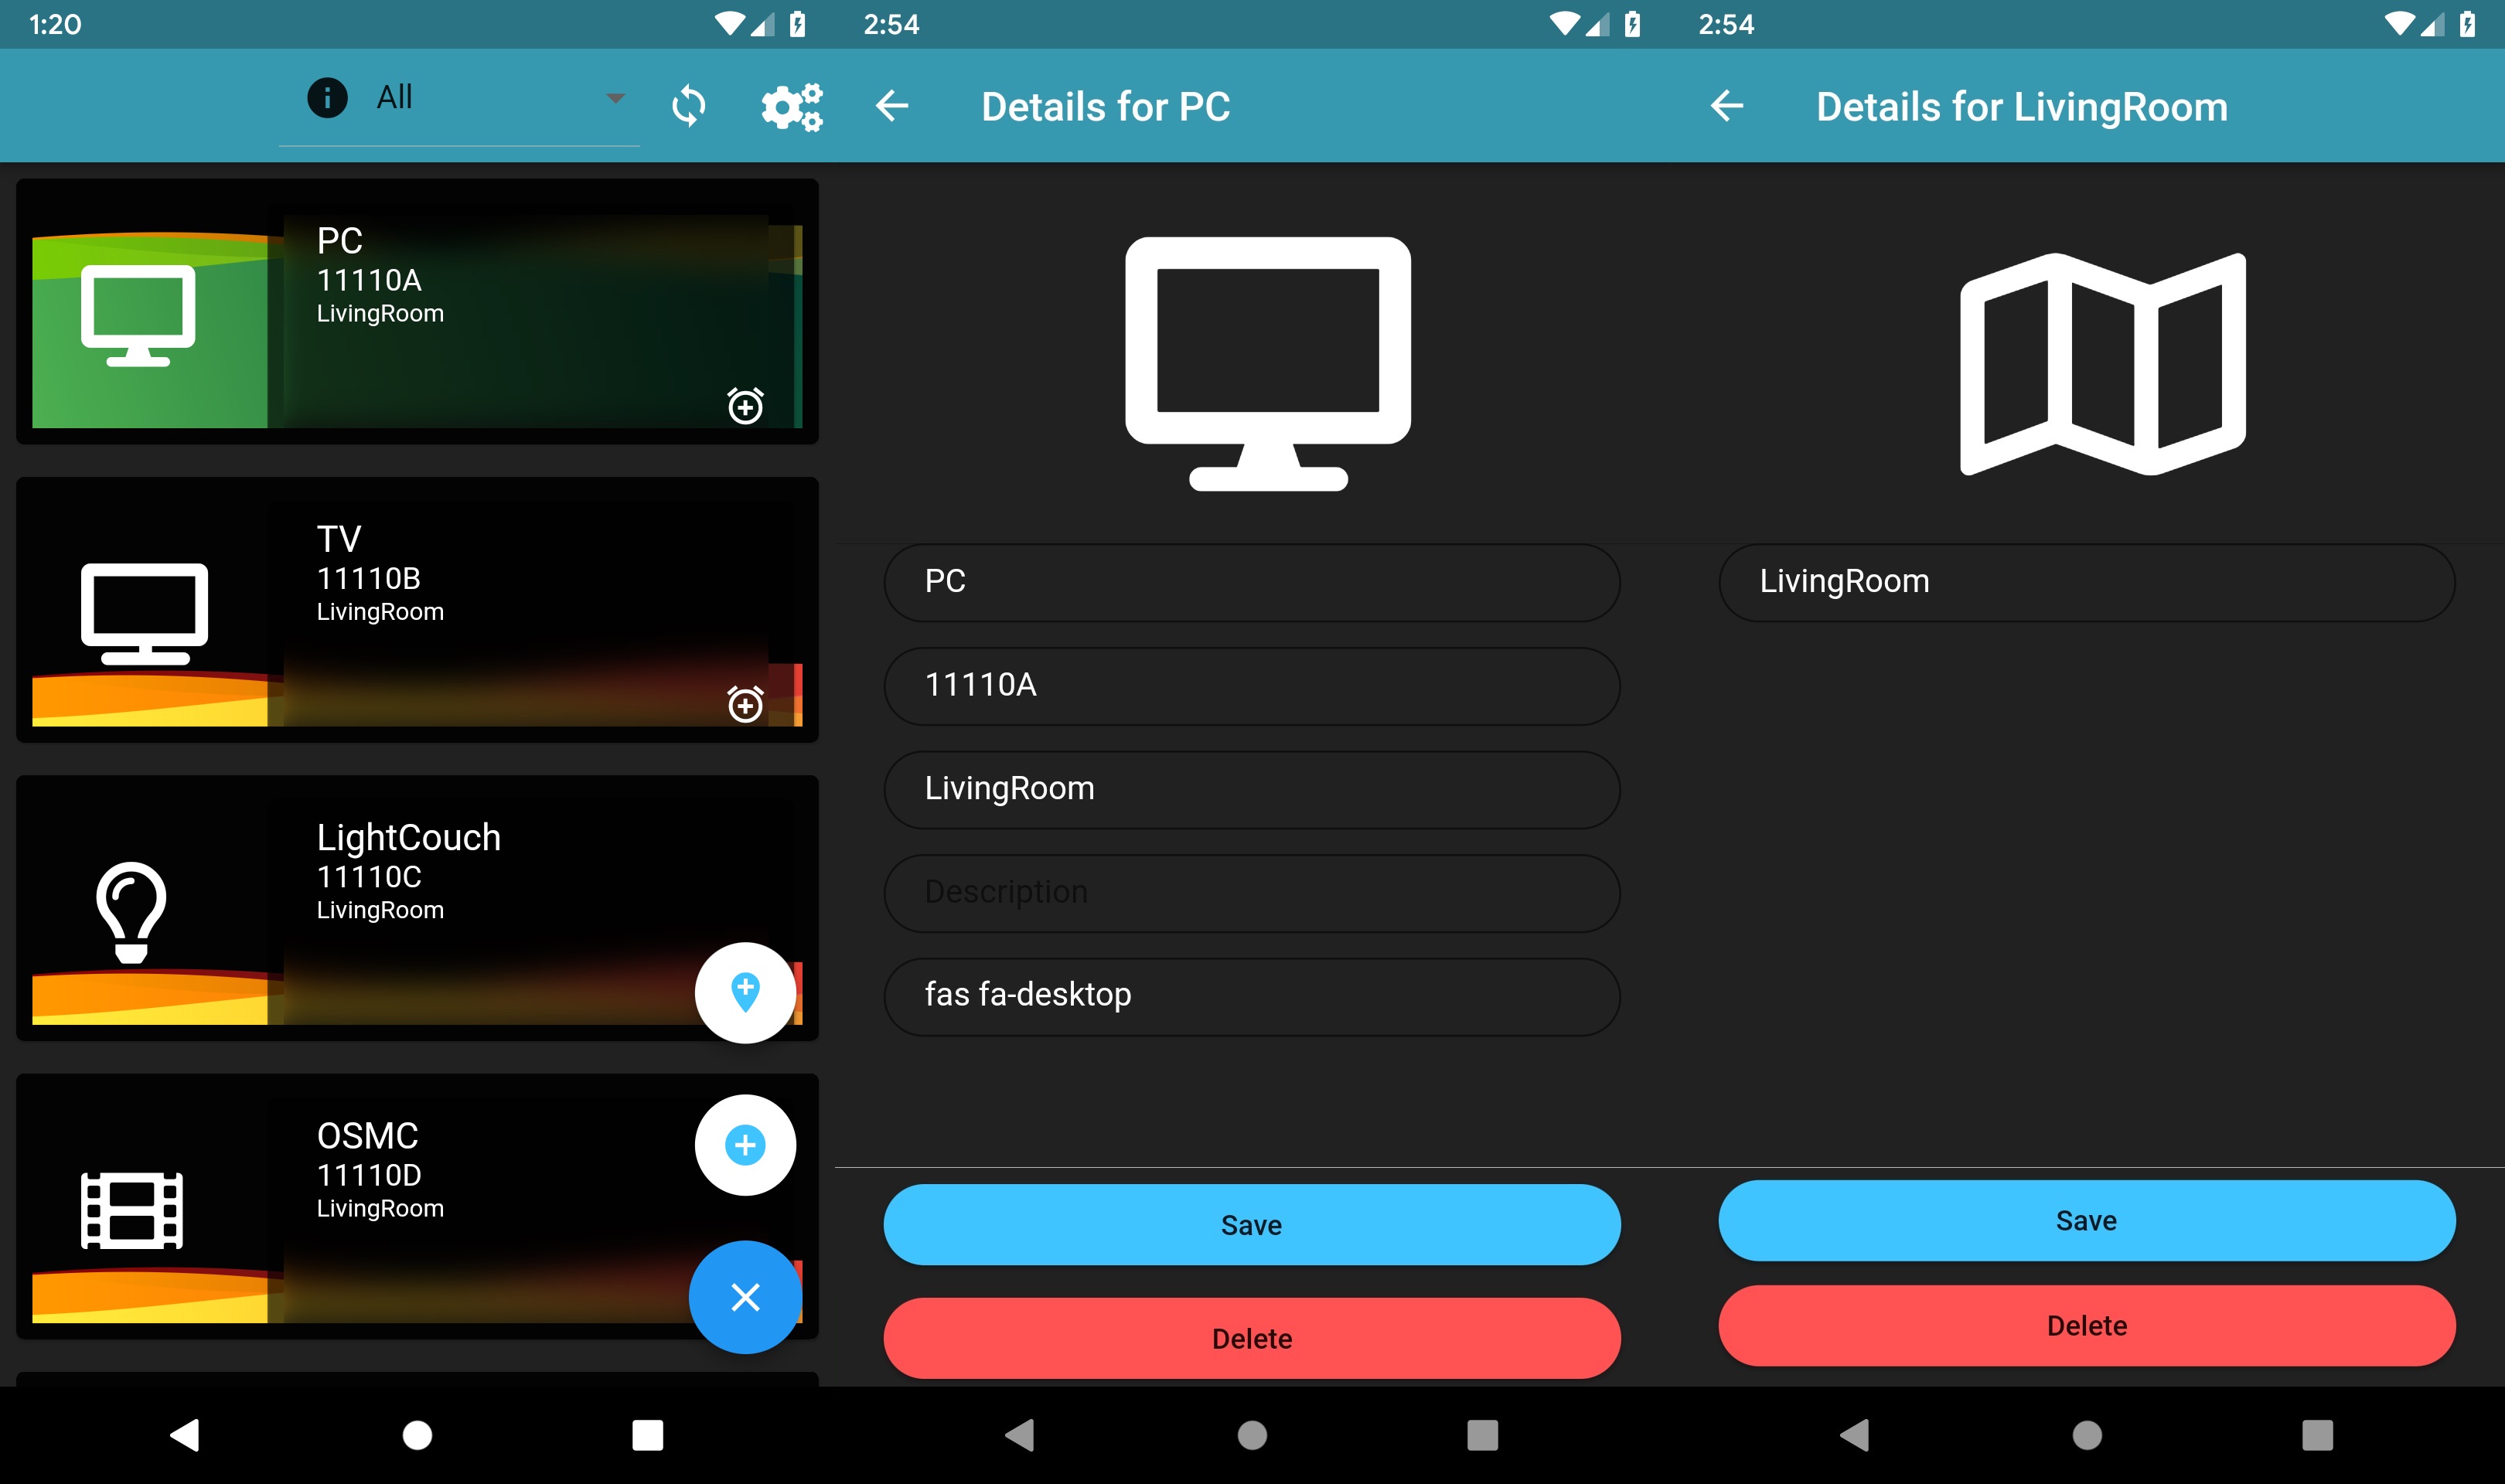 1:20
All
PC
11110A
LivingRoom
TV
11110B
LivingRoom
LightCouch
11110C
LivingRoom
OSMC
11110D
LivingRoom
2:54
Details for PC
PC
11110A
LivingRoom
Description
fas fa-desktop
Save
Delete
2:54
Details for LivingRoom
LivingRoom
Save
Delete